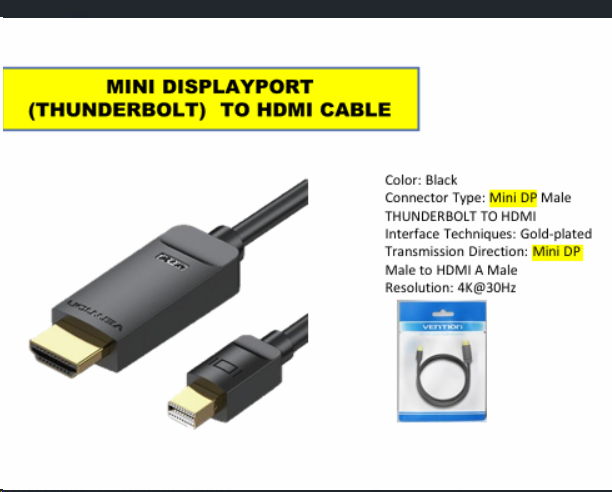 MINI DISPLAYPORT
(THUNDERBOLT) TO HDMI CABLE
Color: Black
Connector Type: Mini DP Male
THUNDERBOLT TO HDMI
Interface Techniques: Gold-plated
Transmission Direction: Mini DP
Male to HDMI A Male
Resolution: 4K@30Hz
VENTION
VENTION